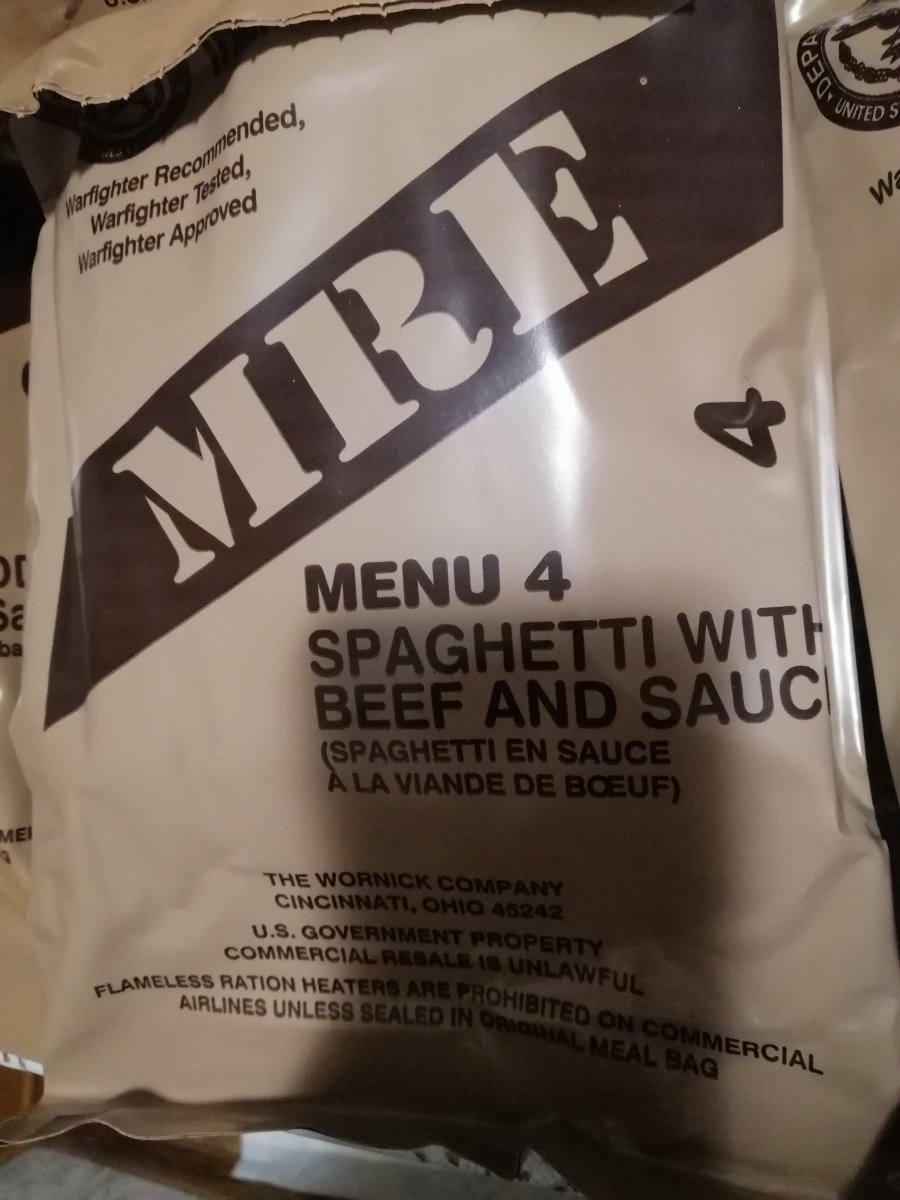 DEPA
UNITED S
Warfighter Recommended,
Warfighter Tested,
Warfighter Approved
MRE
4
MENU 4
SPAGHETTI WITH
BEEF AND SAUC
(SPAGHETTI EN SAUCE
À LA VIANDE DE BŒUF)
THE WORNICK COMPANY
CINCINNATI, OHIO 45242
U.S. GOVERNMENT PROPERTY
COMMERCIAL RESALE IS UNLAWFUL
FLAMELESS RATION HEATERS ARE PROHIBITED ON COMMERCIAL
AIRLINES UNLESS SEALED IN ORIGINAL MEAL BAG